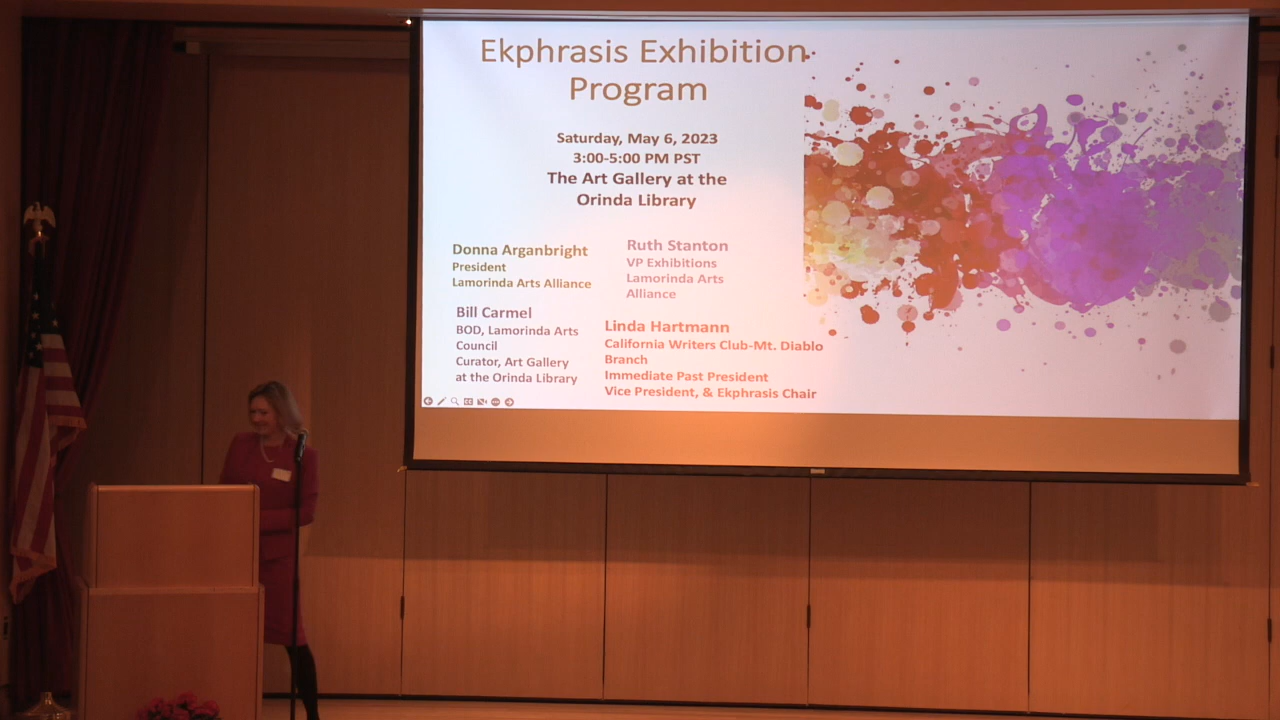 Ekphrasis Exhibition
Program
Saturday, May 6, 2023
3:00-5:00 PM PST
The Art Gallery at the
Orinda Library
Donna Arganbright
President
Lamorinda Arts Alliance
Ruth Stanton
VP Exhibitions
Lamorinda Arts
Alliance
Bill Carmel
BOD, Lamorinda Arts
Council
Curator, Art Gallery
at the Orinda Library
Linda Hartmann
California Writers Club-Mt. Diablo
Branch
Immediate Past President
Vice President, & Ekphrasis Chair